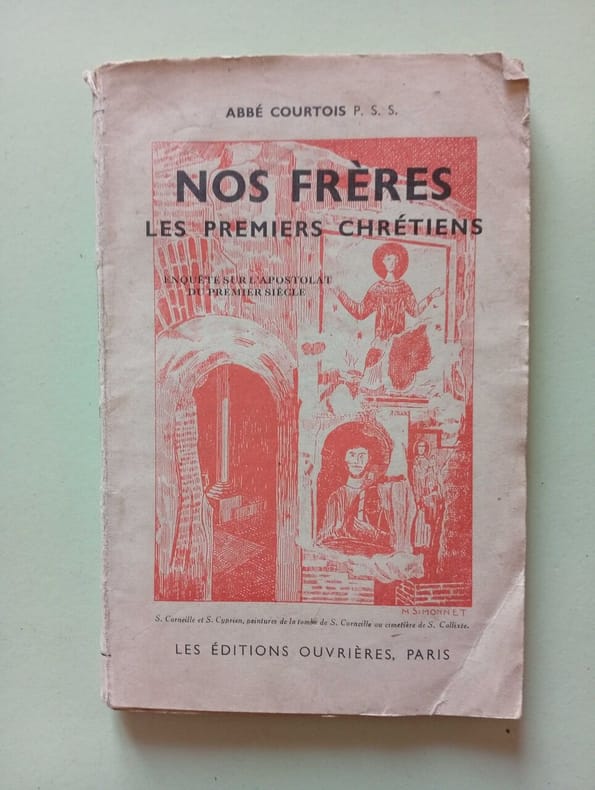 ABBÉ COURTOIS P. S. S.
NOS FRÈRES
LES PREMIERS CHRÉTIENS
ENQUÊTE SUR L'APOSTOLAT
DU PREMIER SIÈCLE
M SIMONNET
S. Corneille et S. Cyprien, peintures de la tombe de S. Corneille au cimetière de S. Callixte.
LES ÉDITIONS OUVRIÈRES, PARIS